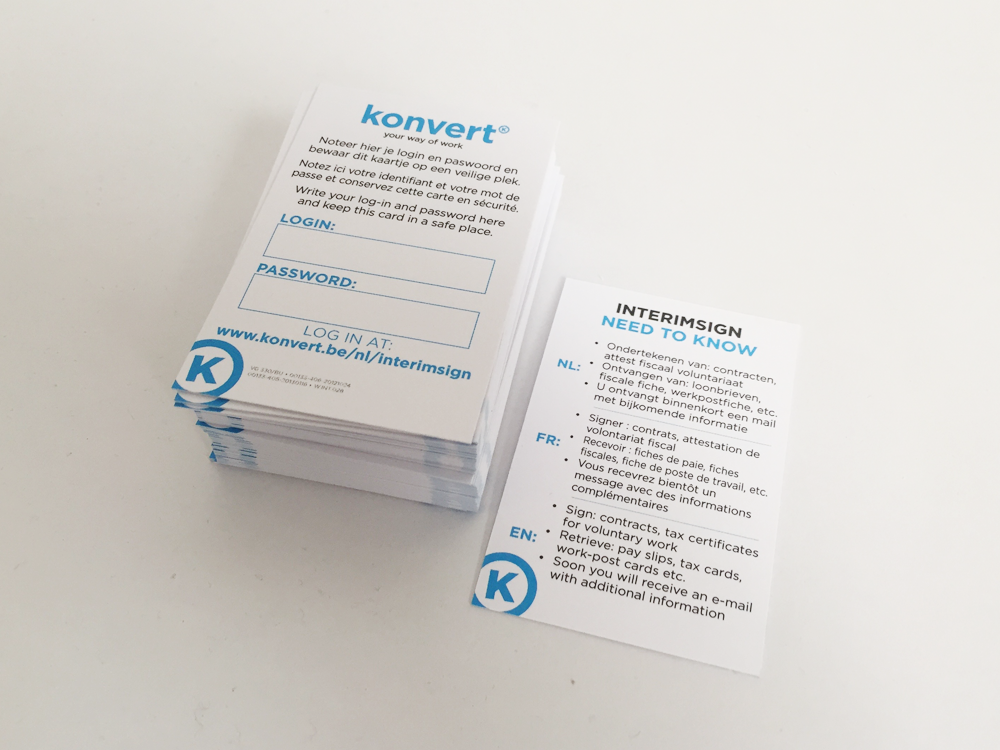 konvert®
your way of work
Noteer hier je login en paswoord en
bewaar dit kaartje op een veilige plek.
Notez ici votre identifiant et votre mot de
passe et conservez cette carte en sécurité.
Write your log-in and password here
and keep this card in a safe place.
LOGIN:
PASSWORD:
LOG IN AT:
www.konvert.be/nl/interimsign
K
INTERIMSIGN
NEED TO KNOW
NL:
• Ondertekenen van: contracten,
attest fiscaal voluntariaat
• Ontvangen van: loonbrieven,
fiscale fiche, werkpostfiche, etc.
• U ontvangt binnenkort een mail
met bijkomende informatie
FR:
• Signer : contrats, attestation de
volontariat fiscal
• Recevoir : fiches de paie, fiches
fiscales, fiche de poste de travail, etc.
• Vous recevrez bientôt un
message avec des informations
complémentaires
EN:
• Sign: contracts, tax certificates
for voluntary work
• Retrieve: pay slips, tax cards,
work-post cards etc.
• Soon you will receive an e-mail
with additional information
K